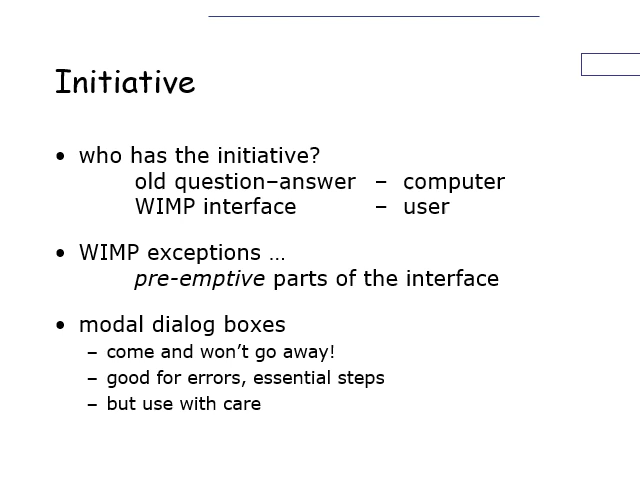 Initiative
• who has the initiative?
old question–answer – computer
WIMP interface – user
• WIMP exceptions …
pre-emptive parts of the interface
• modal dialog boxes
– come and won’t go away!
– good for errors, essential steps
– but use with care